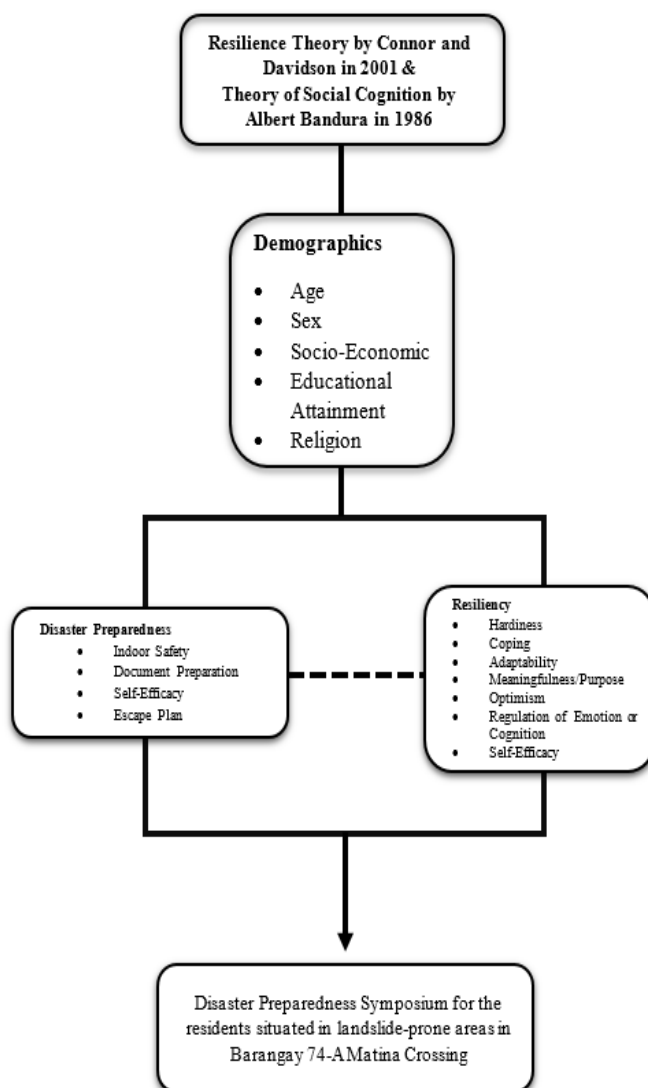 Resilience Theory by Connor and
Davidson in 2001 &
Theory of Social Cognition by
Albert Bandura in 1986
Demographics
• Age
• Sex
• Socio-Economic
• Educational
Attainment
• Religion
Disaster Preparedness
• Indoor Safety
• Document Preparation
• Self-Efficacy
• Escape Plan
Resiliency
• Hardiness
• Coping
• Adaptability
• Meaningfulness/Purpose
• Optimism
• Regulation of Emotion or
Cognition
• Self-Efficacy
Disaster Preparedness Symposium for the
residents situated in landslide-prone areas in
Barangay 74-A Matina Crossing